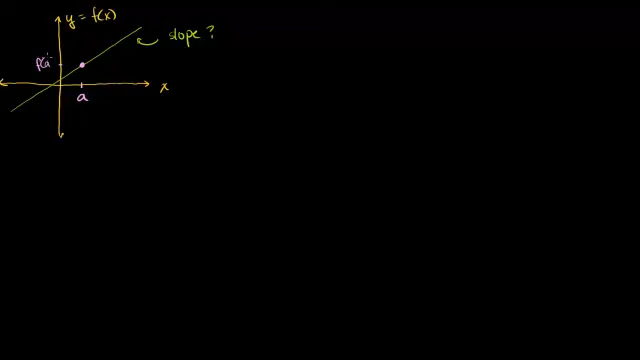 y = f(x)
slope ?
f(a)
x
a